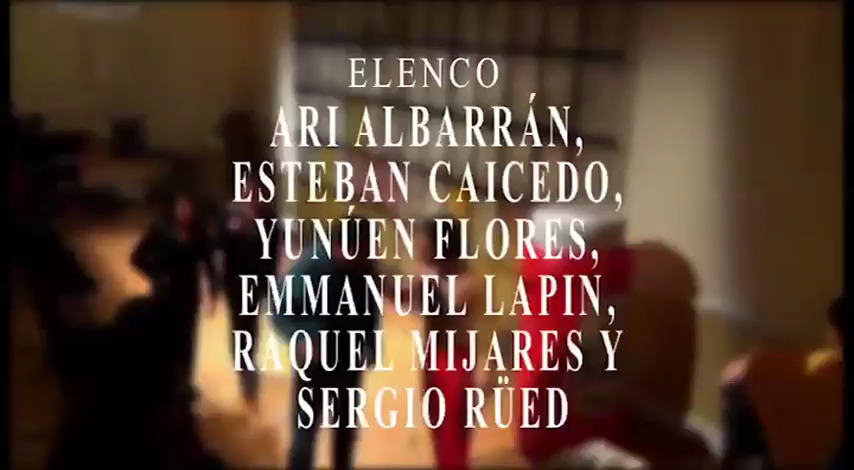 ELENCO
ARI ALBARRÁN,
ESTEBAN CAICEDO,
YUNÚEN FLORES,
EMMANUEL LAPIN,
RAQUEL MIJARES Y
SERGIO RÜED